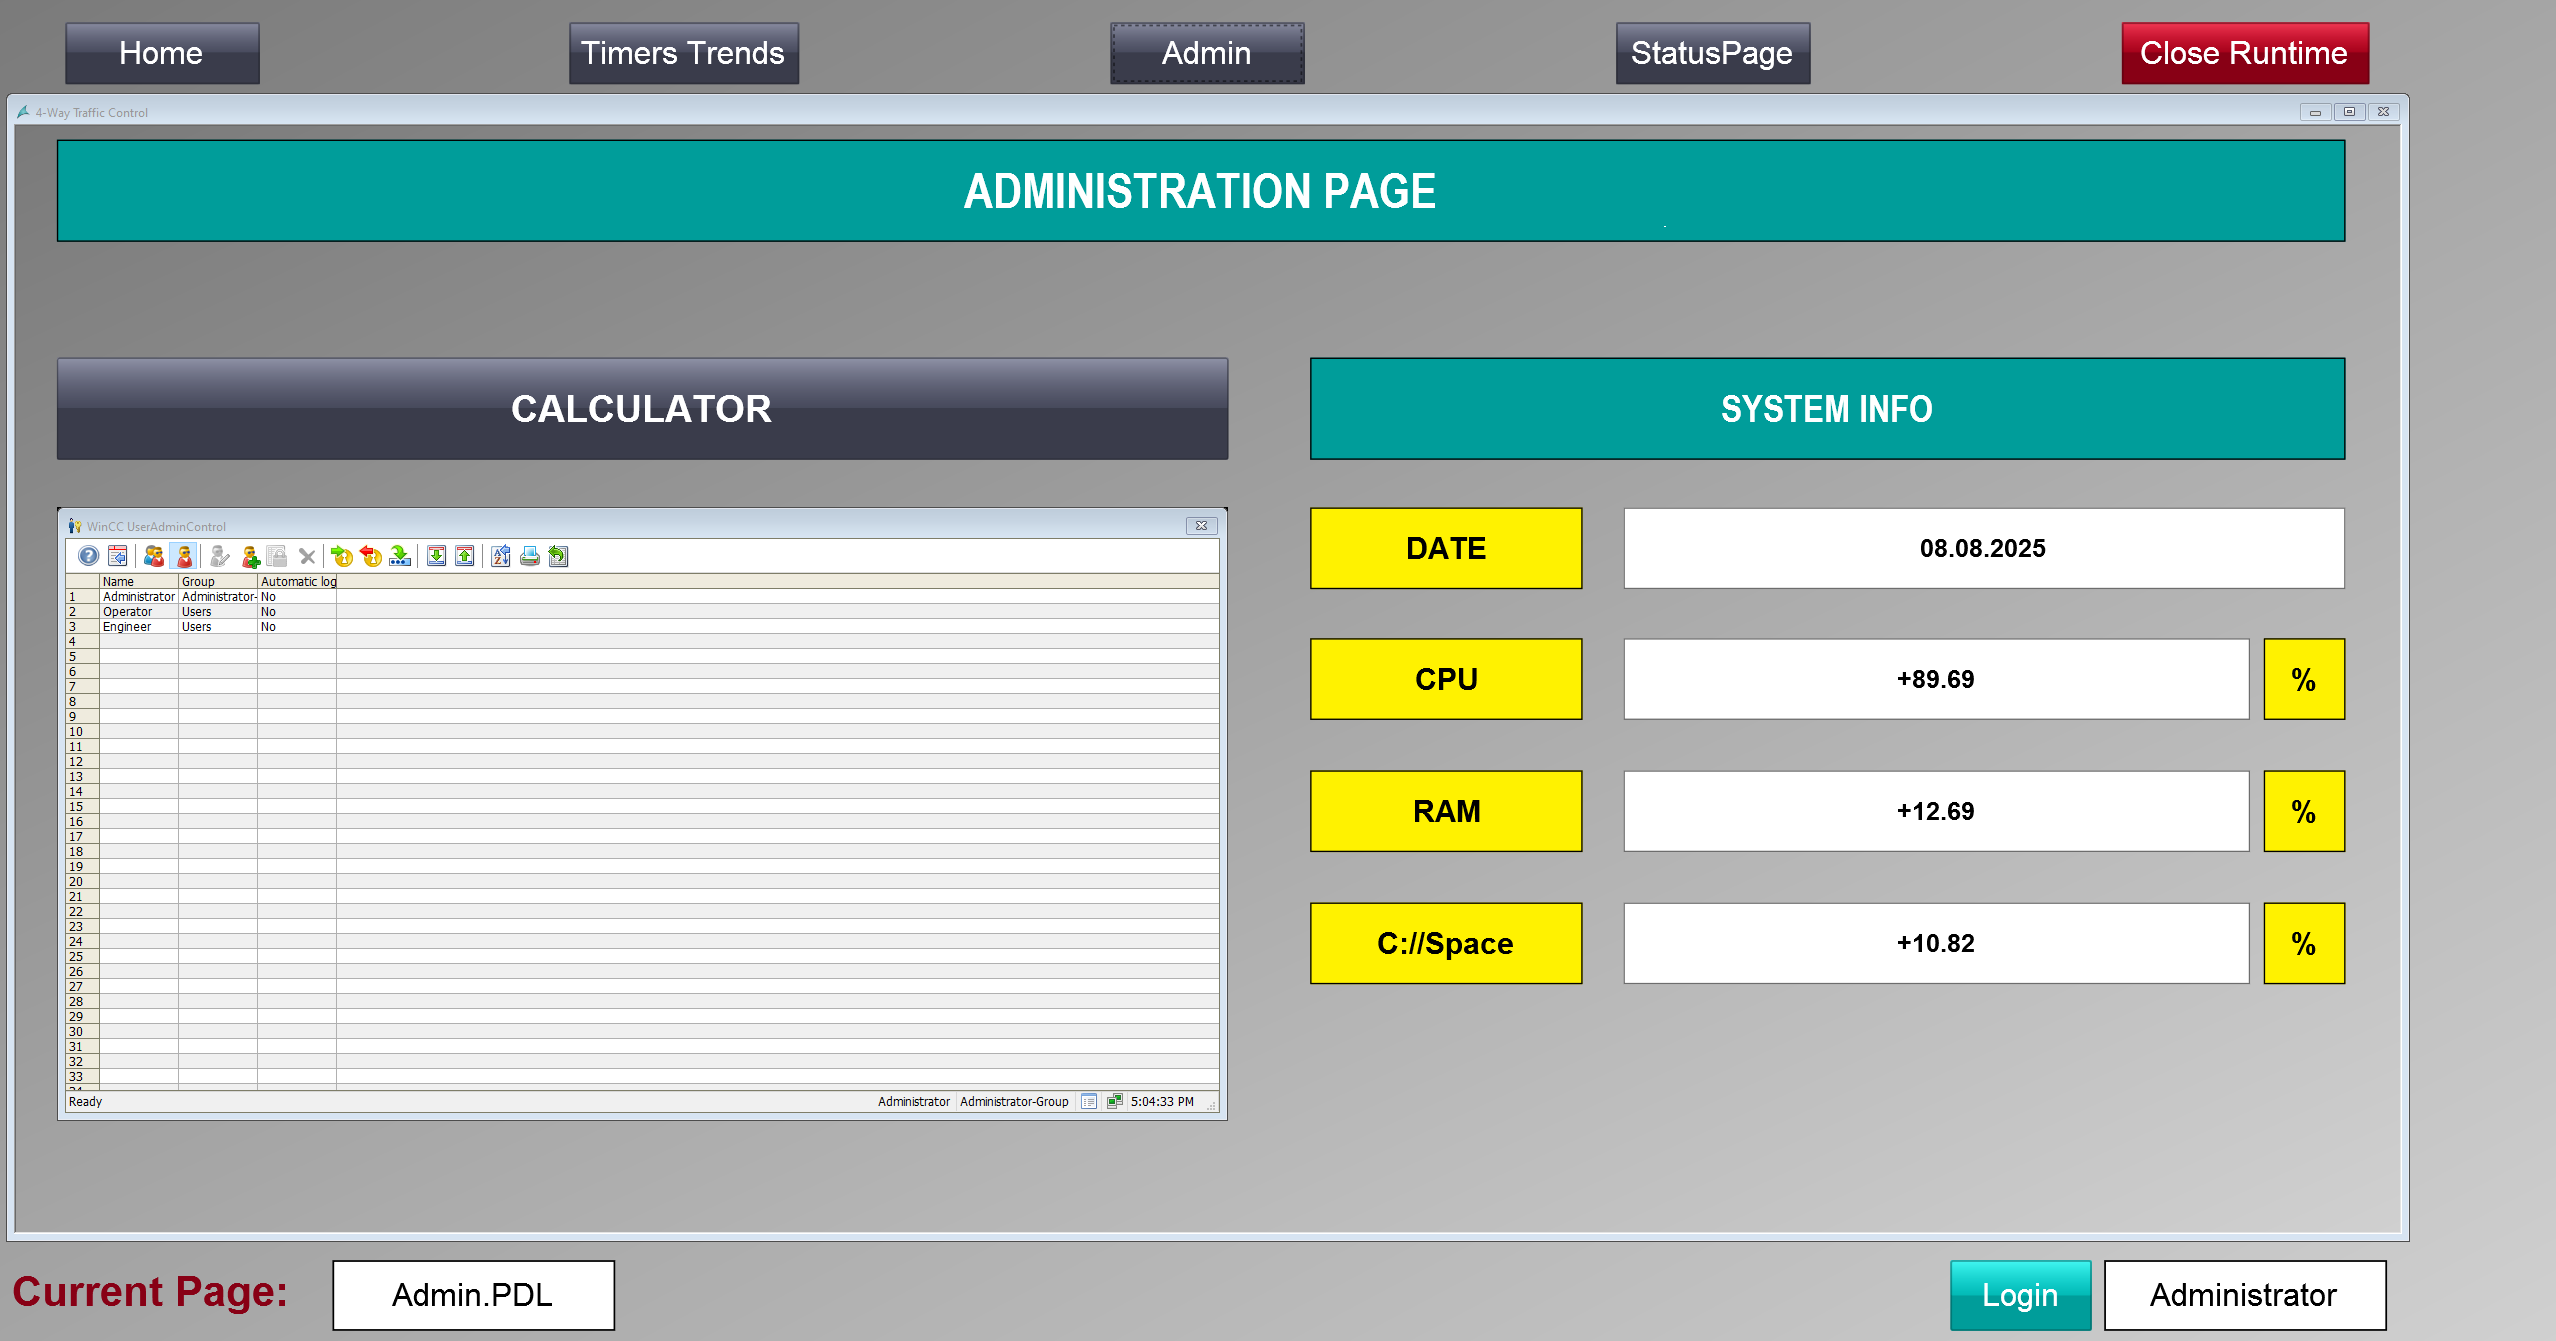 Home Timers Trends Admin StatusPage Close Runtime
4-Way Traffic Control
ADMINISTRATION PAGE
CALCULATOR
SYSTEM INFO
WinCC UserAdminControl
Name Group Automatic log
1 Administrator Administrator- No
2 Operator Users No
3 Engineer Users No
4
5
6
7
8
9
10
11
12
13
14
15
16
17
18
19
20
21
22
23
24
25
26
27
28
29
30
31
32
33
Ready Administrator Administrator-Group 5:04:33 PM
DATE 08.08.2025
CPU +89.69 %
RAM +12.69 %
C://Space +10.82 %
Current Page: Admin.PDL Login Administrator